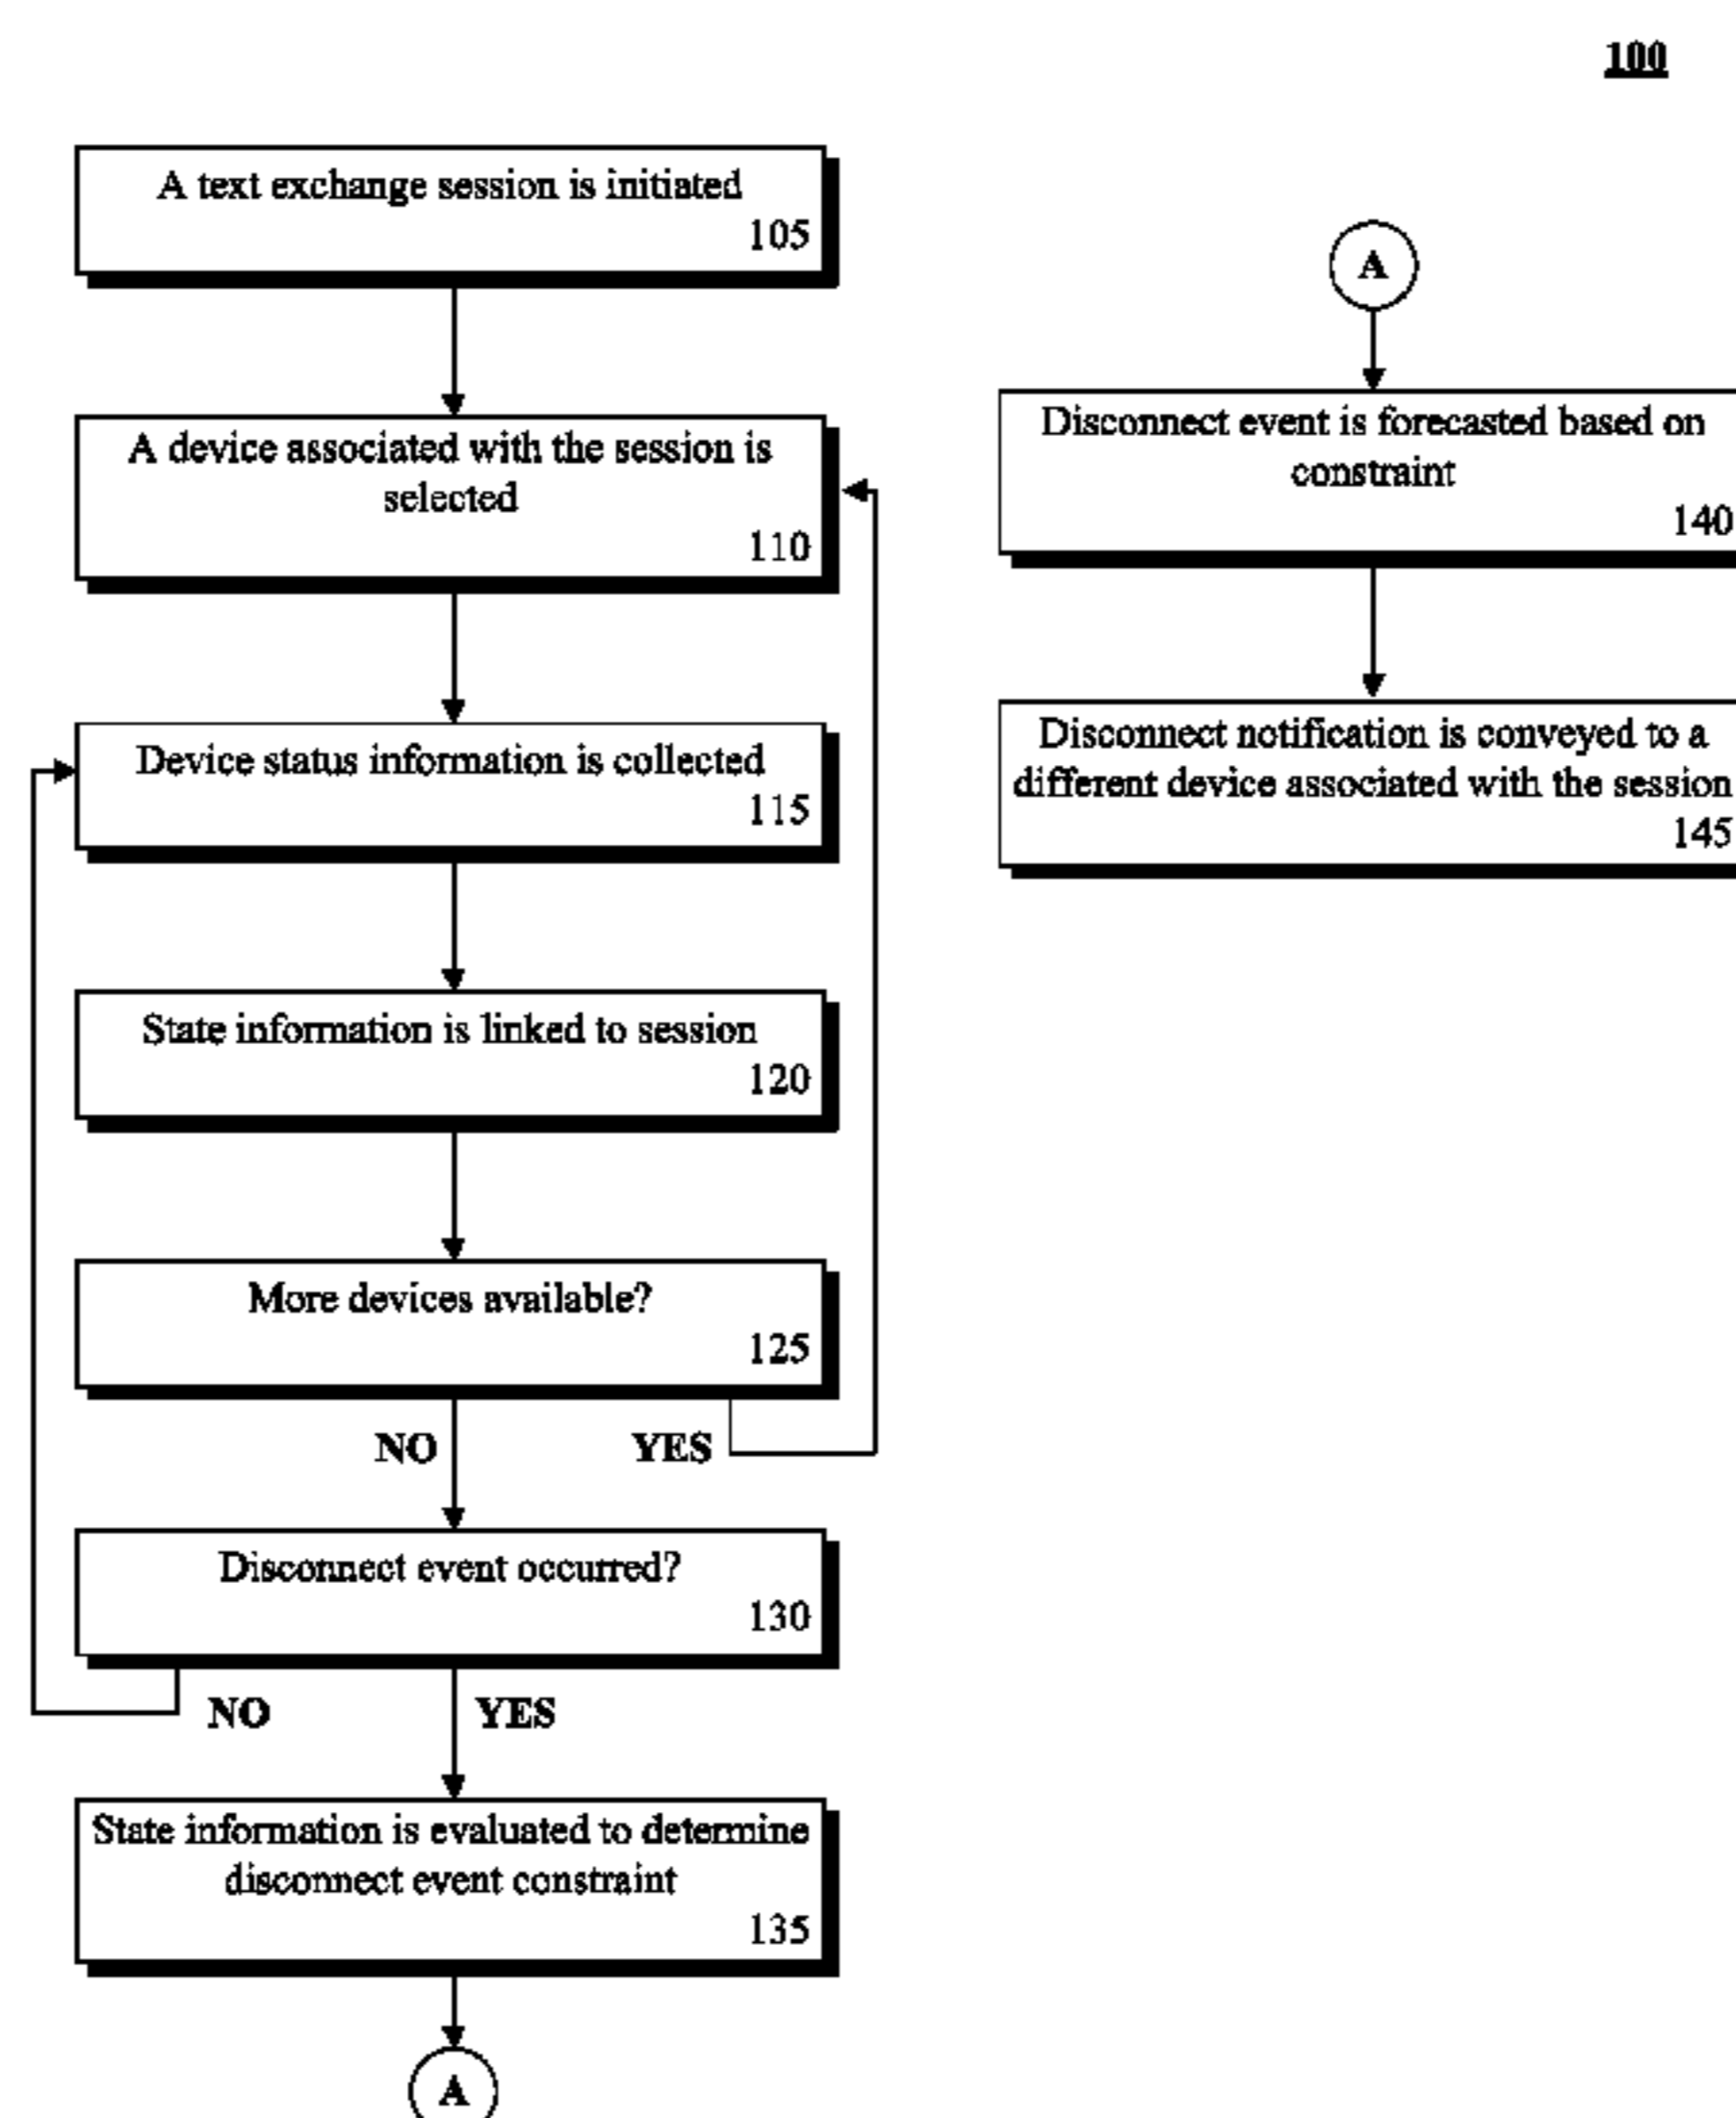 100
A text exchange session is initiated
105
A device associated with the session is
selected
110
Device status information is collected
115
State information is linked to session
120
More devices available?
125
NO
YES
Disconnect event occurred?
130
NO
YES
State information is evaluated to determine
disconnect event constraint
135
A
A
Disconnect event is forecasted based on
constraint
140
Disconnect notification is conveyed to a
different device associated with the session
145